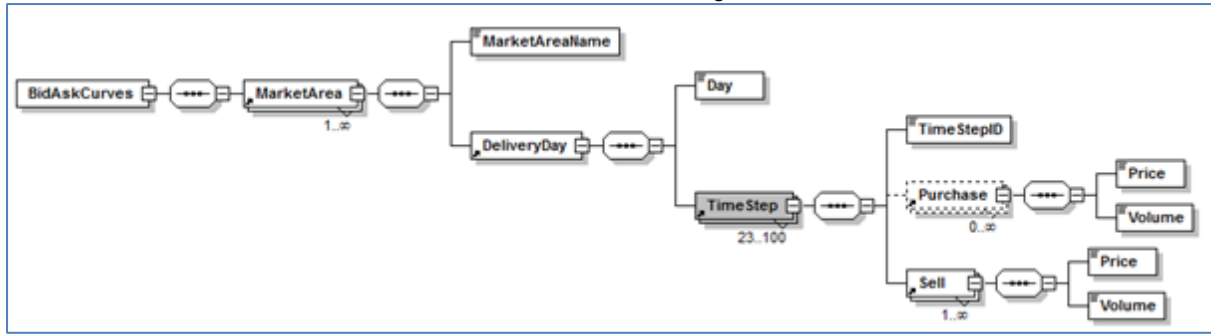 BidAskCurves
MarketArea
1..∞
MarketAreaName
DeliveryDay
Day
TimeStep
23..100
TimeStepID
Purchase
0..∞
Price
Volume
Sell
1..∞
Price
Volume